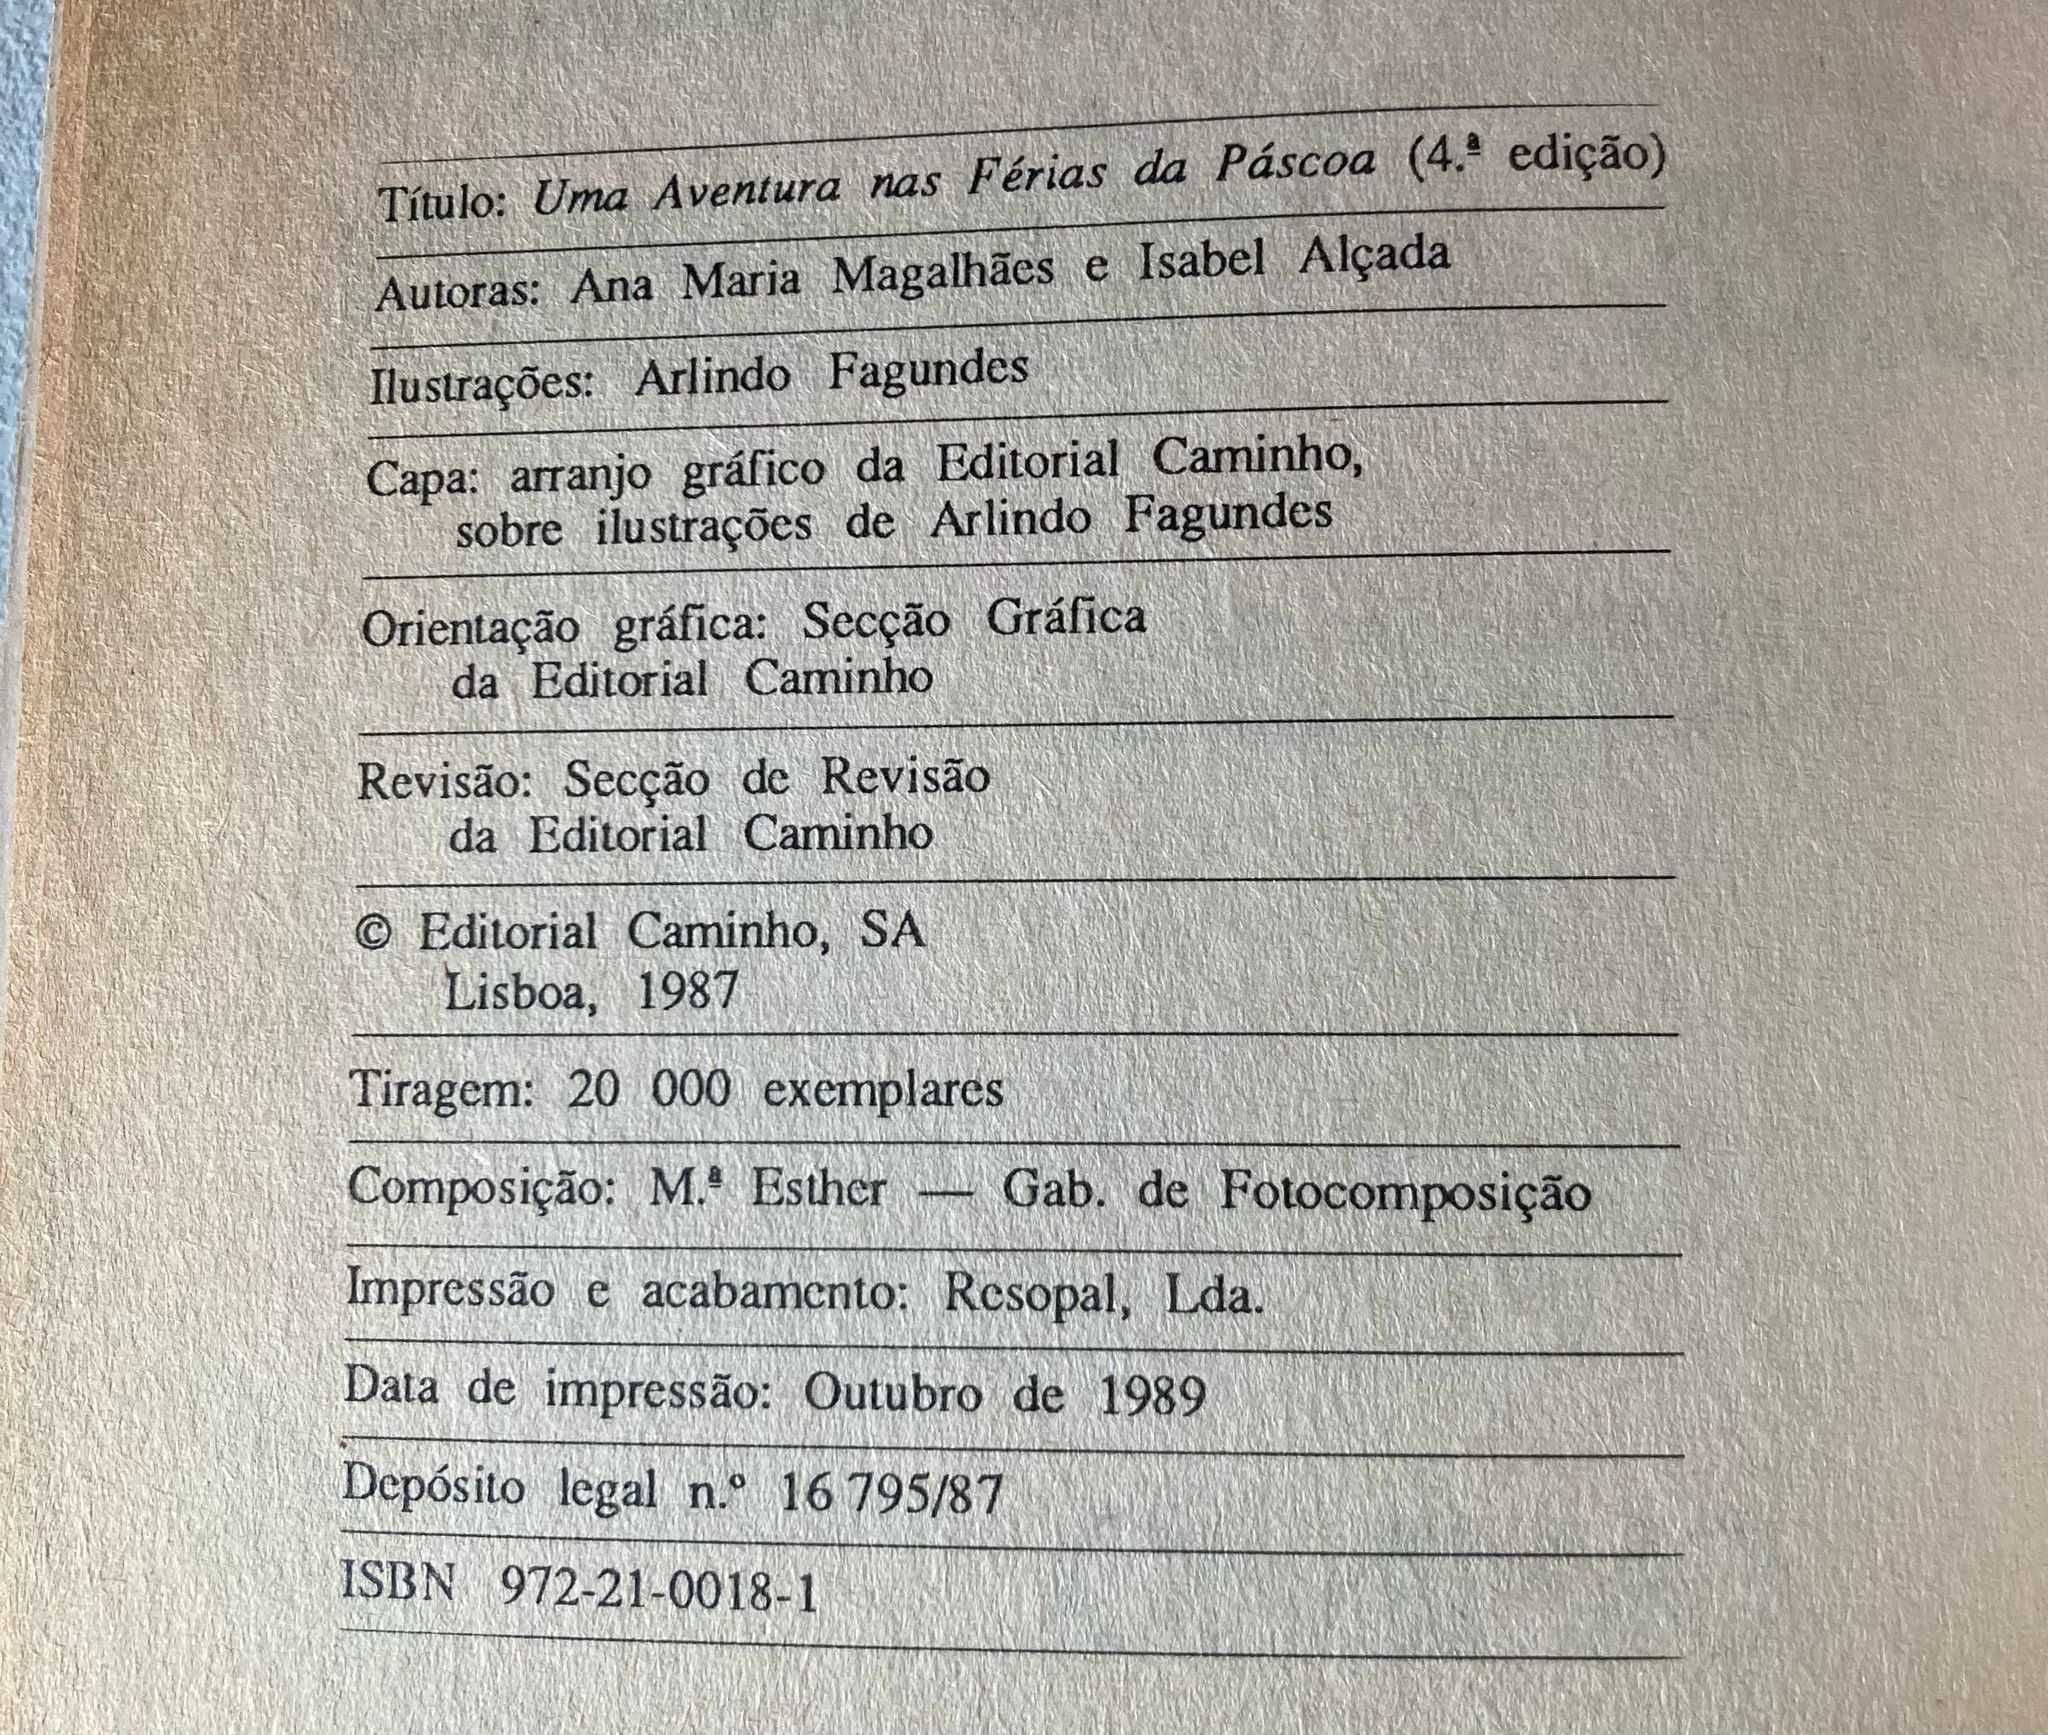 Título: Uma Aventura nas Férias da Páscoa (4.ª edição)
Autoras: Ana Maria Magalhães e Isabel Alçada
Ilustrações: Arlindo Fagundes
Capa: arranjo gráfico da Editorial Caminho,
sobre ilustrações de Arlindo Fagundes
Orientação gráfica: Secção Gráfica
da Editorial Caminho
Revisão: Secção de Revisão
da Editorial Caminho
© Editorial Caminho, SA
Lisboa, 1987
Tiragem: 20 000 exemplares
Composição: M.ª Esther — Gab. de Fotocomposição
Impressão e acabamento: Resopal, Lda.
Data de impressão: Outubro de 1989
Depósito legal n.º 16 795/87
ISBN 972-21-0018-1